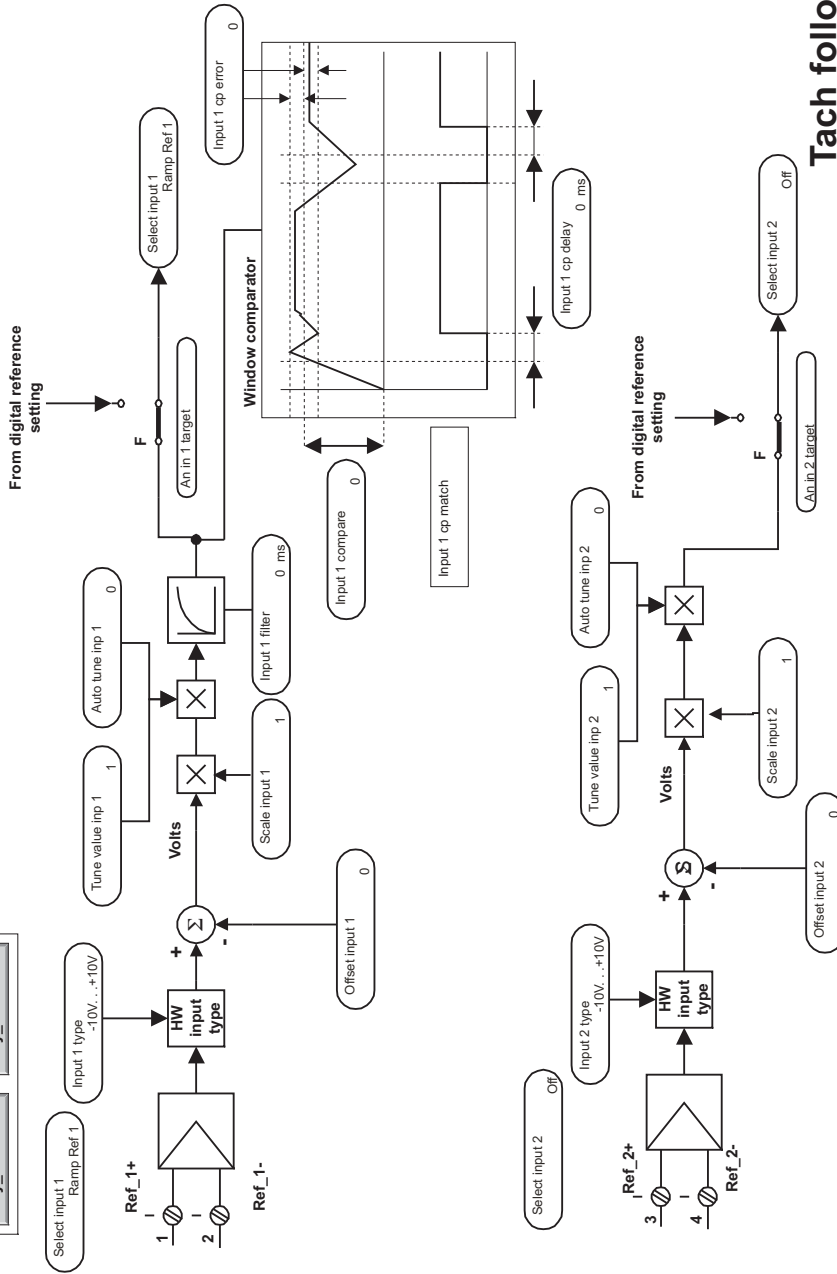 Select input 1
Ramp Ref 1
Input 1 type
-10V. . .+10V
Tune value inp 1
1
Auto tune inp 1
0
From digital reference
setting
Ref_1+
Ref_1-
I
1
I
2
HW
input
type
+
Σ
-
Volts
Offset input 1
0
Scale input 1
1
Input 1 filter
0 ms
F
An in 1 target
Select input 1
Ramp Ref 1
Input 1 compare
0
Input 1 cp match
Window comparator
Input 1 cp error
0
Input 1 cp delay
0 ms
Select input 2
Off
Input 2 type
-10V. . .+10V
Tune value inp 2
1
Auto tune inp 2
0
From digital reference
setting
Ref_2+
Ref_2-
I
3
I
4
HW
input
type
+
-
Volts
Offset input 2
0
Scale input 2
1
F
An in 2 target
Select input 2
Off
Tach follo